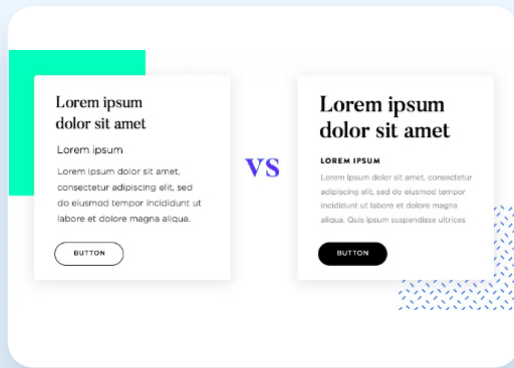 Lorem ipsum
dolor sit amet
Lorem ipsum
Lorem ipsum dolor sit amet,
consectetur adipiscing elit, sed
do eiusmod tempor incididunt ut
labore et dolore magna aliqua.
BUTTON
VS
Lorem ipsum
dolor sit amet
LOREM IPSUM
Lorem ipsum dolor sit amet, consectetur
adipiscing elit, sed do eiusmod tempor
incididunt ut labore et dolore magna
aliqua. Quis ipsum suspendisse ultrices
BUTTON